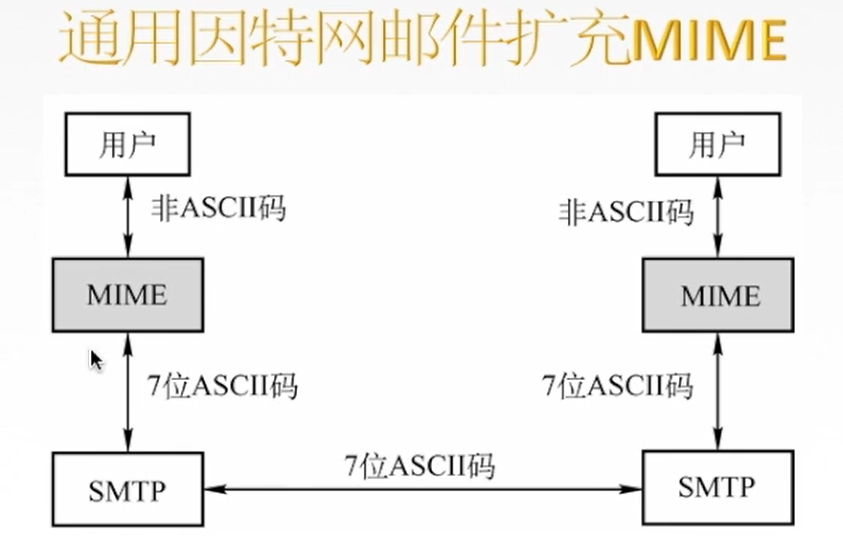 通用因特网邮件扩充MIME
用户 用户
非ASCII码 非ASCII码
MIME MIME
7位ASCII码 7位ASCII码
7位ASCII码
SMTP SMTP